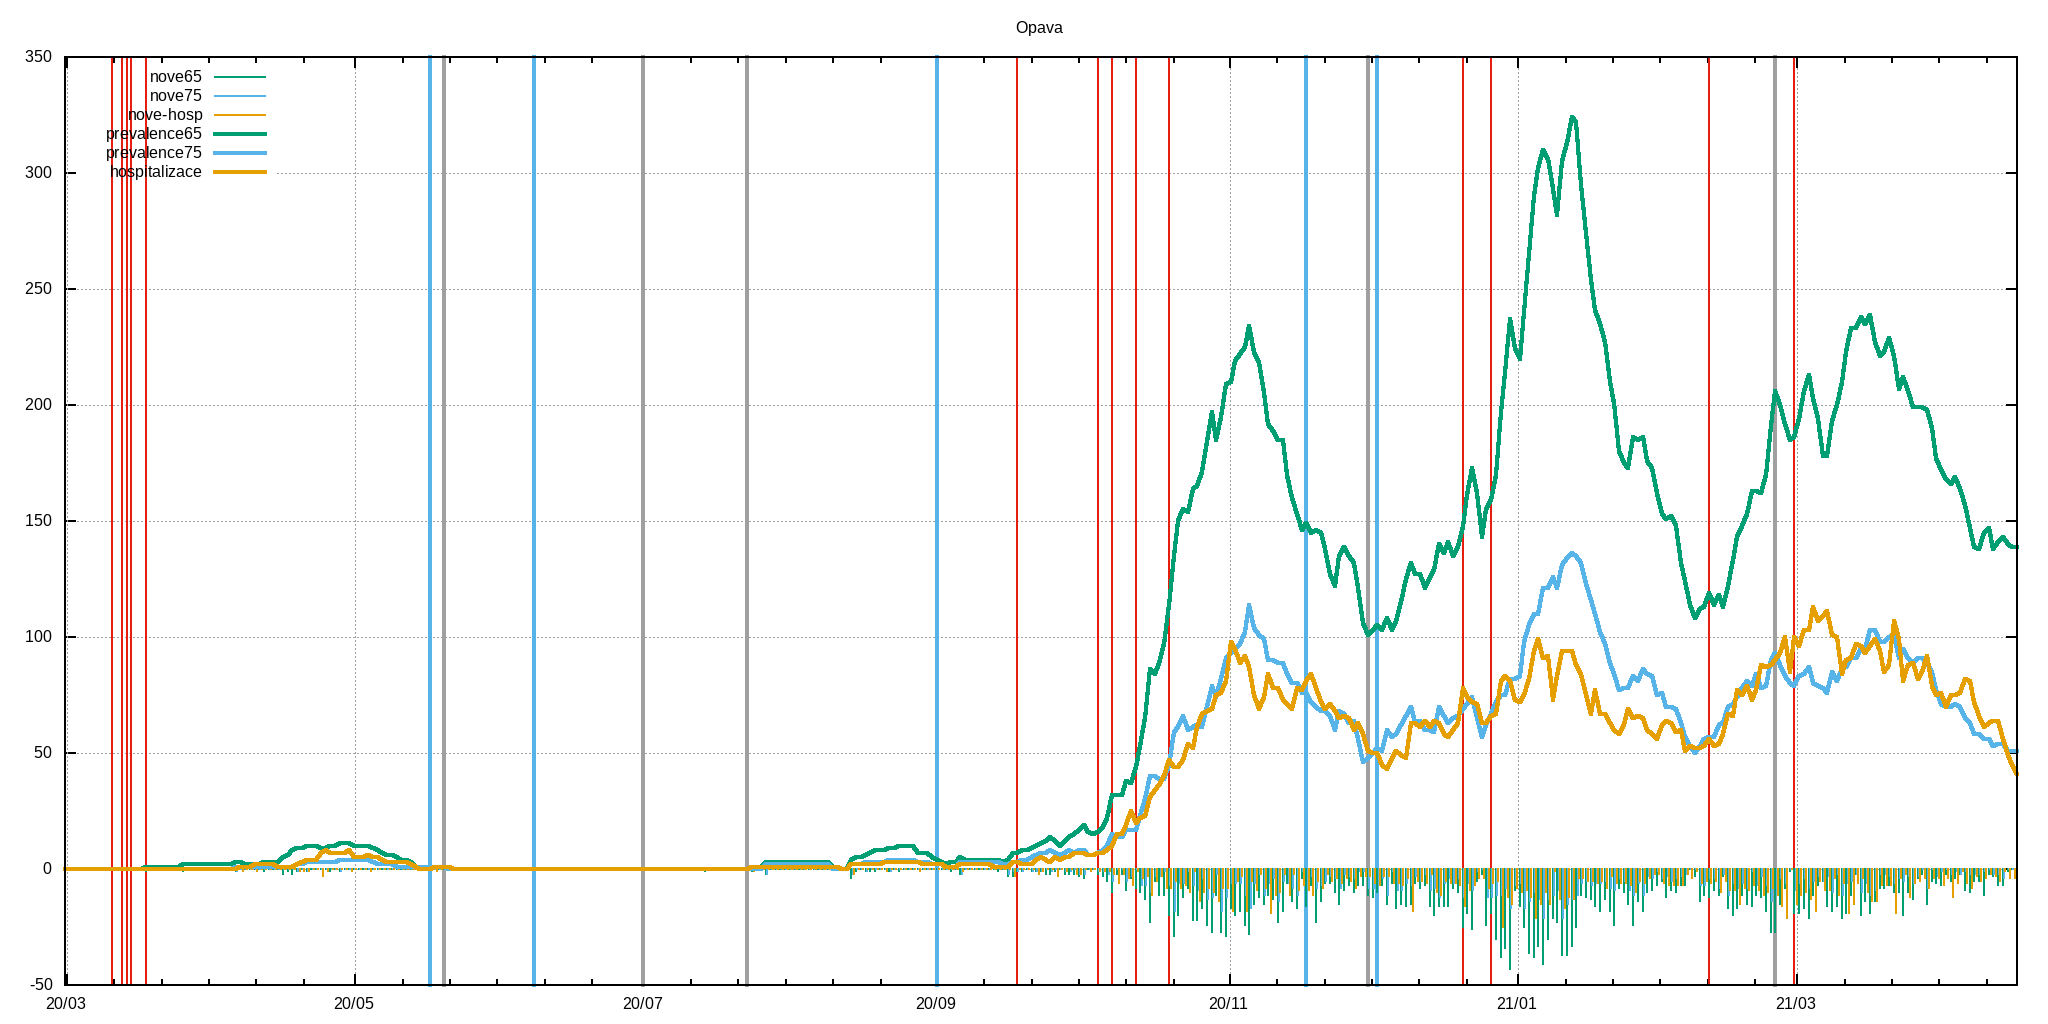 Opava
350
nove65
nove75
nove-hosp
prevalence65
prevalence75
hospitalizace
300
250
200
150
100
50
0
-50
20/03 20/05 20/07 20/09 20/11 21/01 21/03